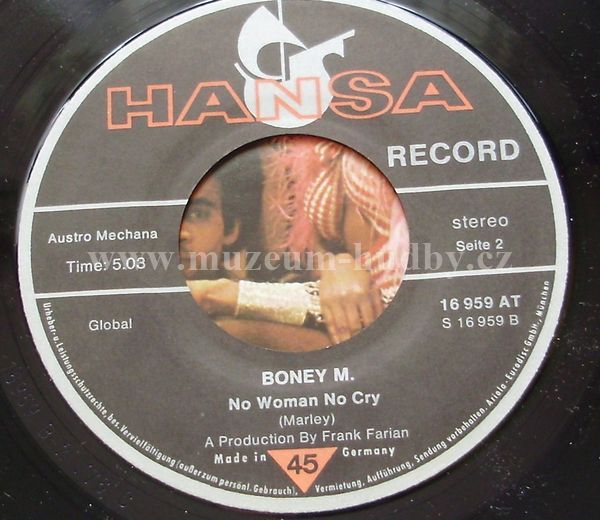 HANSA
RECORD
Austro Mechana
Time: 5.03
Global
stereo
Seite 2
16 959 AT
S 16 959 B
www.muzeum-hudby.cz
BONEY M.
No Woman No Cry
(Marley)
A Production By Frank Farian
Made in Germany
45
Urheber- u. Leistungsschutzrechte, bes. Vervielfältigung (außer zum persönl. Gebrauch), Vermietung, Aufführung, Sendung vorbehalten. Ariola-Eurodisc GmbH., München